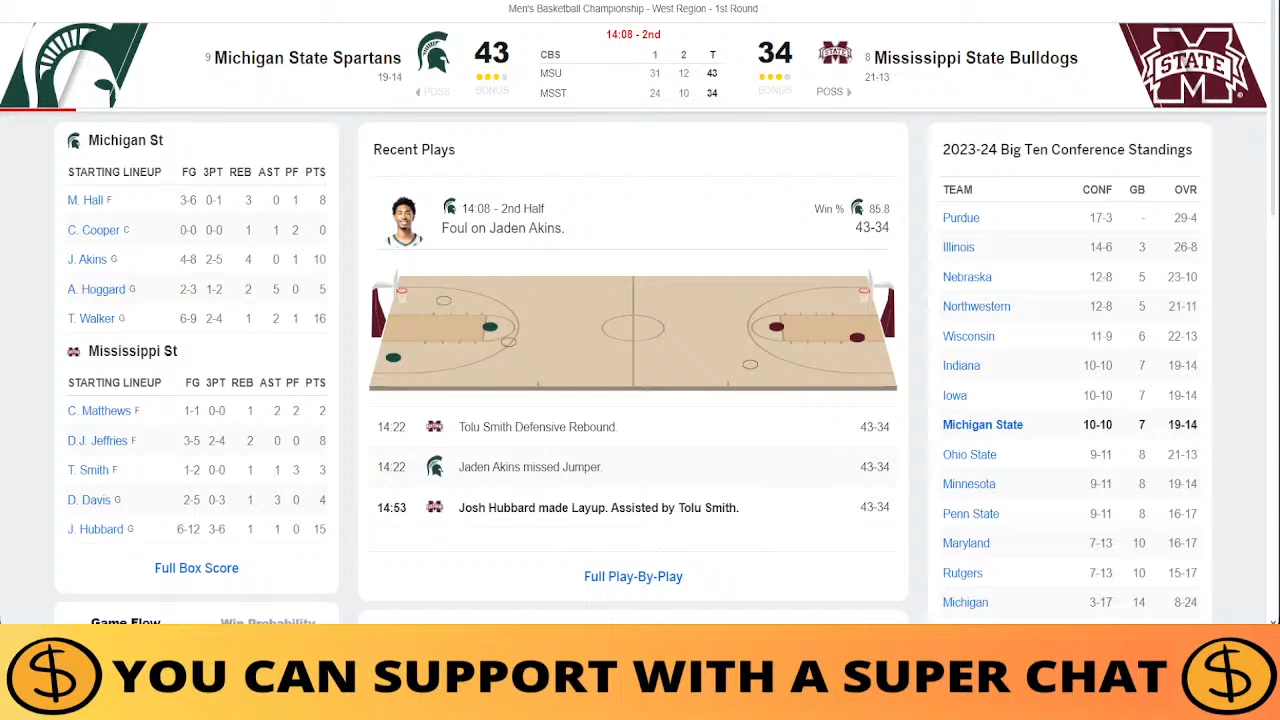 Men's Basketball Championship - West Region - 1st Round
9 Michigan State Spartans
19-14
43
BONUS
POSS
14:08 - 2nd
CBS 1 2 T
MSU 31 12 43
MSST 24 10 34
34
BONUS
8 Mississippi State Bulldogs
21-13
POSS
STATE
Michigan St
STARTING LINEUP FG 3PT REB AST PF PTS
M. Hall F 3-6 0-1 3 0 1 8
C. Cooper C 0-0 0-0 1 1 2 0
J. Akins G 4-8 2-5 4 0 1 10
A. Hoggard G 2-3 1-2 2 5 0 5
T. Walker G 6-9 2-4 1 2 1 16
Mississippi St
STARTING LINEUP FG 3PT REB AST PF PTS
C. Matthews F 1-1 0-0 1 2 2 2
D.J. Jeffries F 3-5 2-4 2 0 0 8
T. Smith F 1-2 0-0 1 1 3 3
D. Davis G 2-5 0-3 1 3 0 4
J. Hubbard G 6-12 3-6 1 1 0 15
Full Box Score
Game Flow Win Probability
Recent Plays
14:08 - 2nd Half
Foul on Jaden Akins.
Win % 85.8
43-34
14:22 Tolu Smith Defensive Rebound. 43-34
14:22 Jaden Akins missed Jumper. 43-34
14:53 Josh Hubbard made Layup. Assisted by Tolu Smith. 43-34
Full Play-By-Play
2023-24 Big Ten Conference Standings
TEAM CONF GB OVR
Purdue 17-3 - 29-4
Illinois 14-6 3 26-8
Nebraska 12-8 5 23-10
Northwestern 12-8 5 21-11
Wisconsin 11-9 6 22-13
Indiana 10-10 7 19-14
Iowa 10-10 7 19-14
Michigan State 10-10 7 19-14
Ohio State 9-11 8 21-13
Minnesota 9-11 8 19-14
Penn State 9-11 8 16-17
Maryland 7-13 10 16-17
Rutgers 7-13 10 15-17
Michigan 3-17 14 8-24
$ YOU CAN SUPPORT WITH A SUPER CHAT $